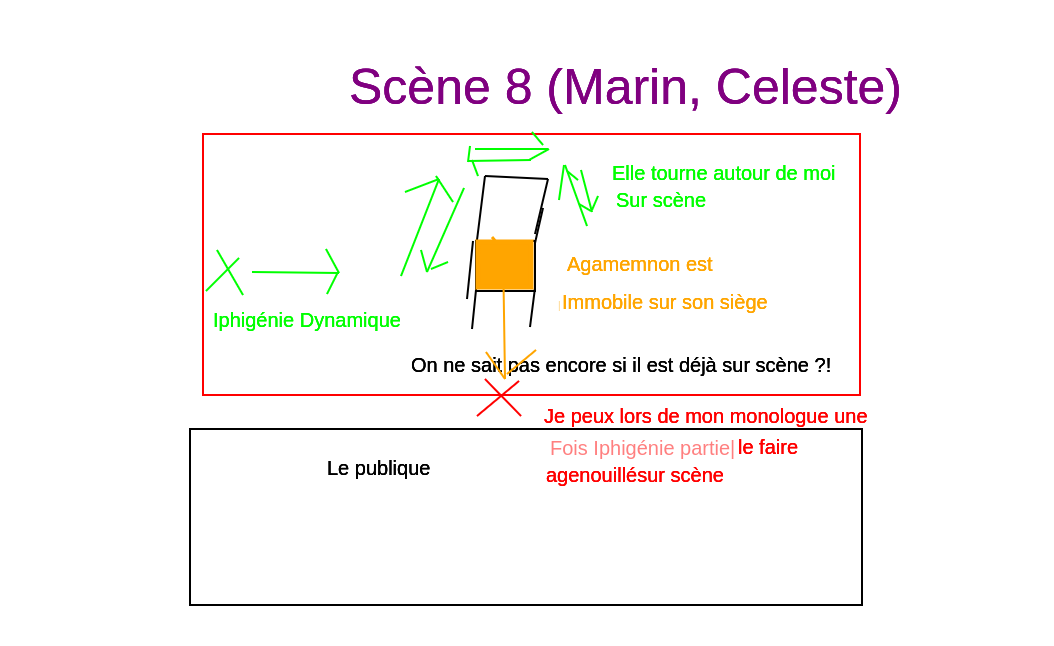 Scène 8 (Marin, Celeste)
Elle tourne autour de moi
Sur scène
Agamemnon est
Immobile sur son siège
Iphigénie Dynamique
On ne sait pas encore si il est déjà sur scène ?!
Je peux lors de mon monologue une
Fois Iphigénie partie| le faire
agenouillésur scène
Le publique